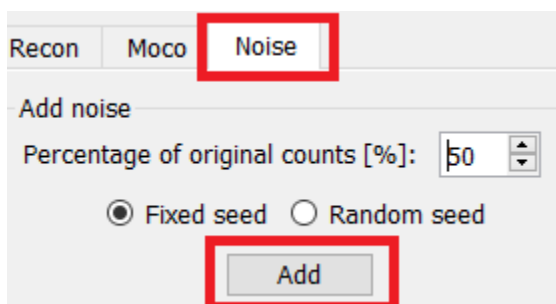 Recon Moco Noise
Add noise
Percentage of original counts [%]: 50
Fixed seed Random seed
Add